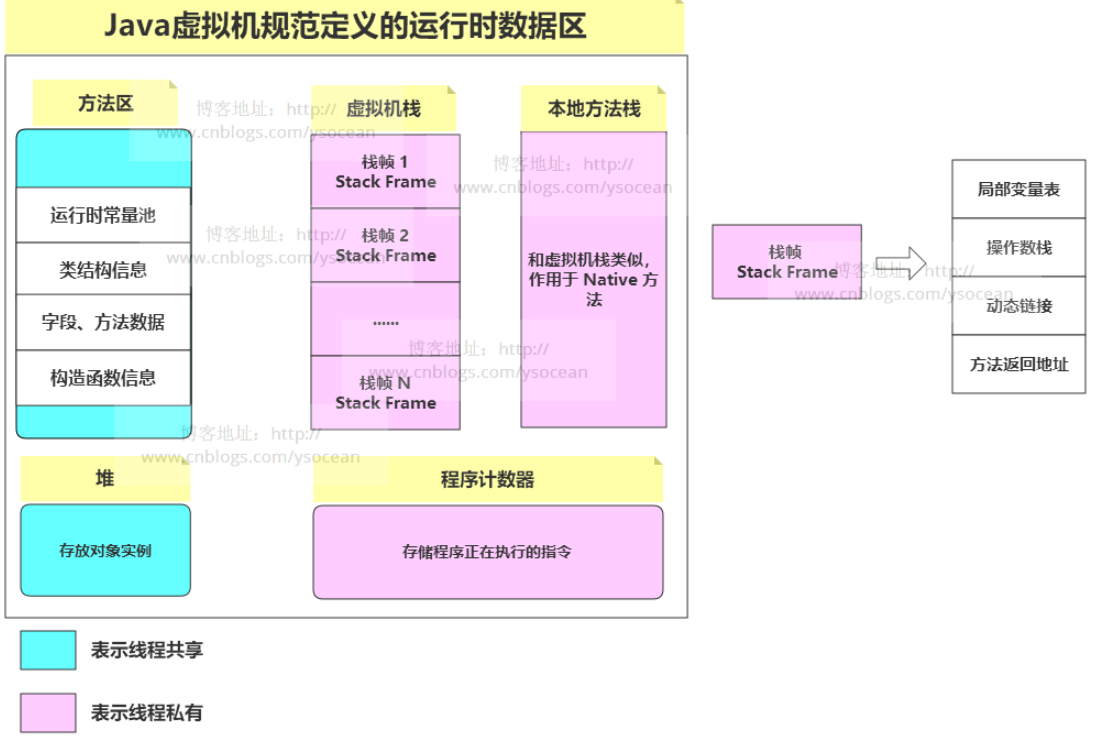 Java虚拟机规范定义的运行时数据区
方法区
运行时常量池
类结构信息
字段、方法数据
构造函数信息
虚拟机栈
栈帧 1
Stack Frame
栈帧 2
Stack Frame
······
栈帧 N
Stack Frame
本地方法栈
和虚拟机栈类似，
作用于 Native 方
法
栈帧
Stack Frame
局部变量表
操作数栈
动态链接
方法返回地址
堆
存放对象实例
程序计数器
存储程序正在执行的指令
表示线程共享
表示线程私有
博客地址：http://
www.cnblogs.com/ysocean
博客地址：http://
www.cnblogs.com/ysocean
博客地址：http://
www.cnblogs.com/ysocean
博客地址：http://
www.cnblogs.com/ysocean
博客地址：http://
www.cnblogs.com/ysocean
博客地址：http://
www.cnblogs.com/ysocean